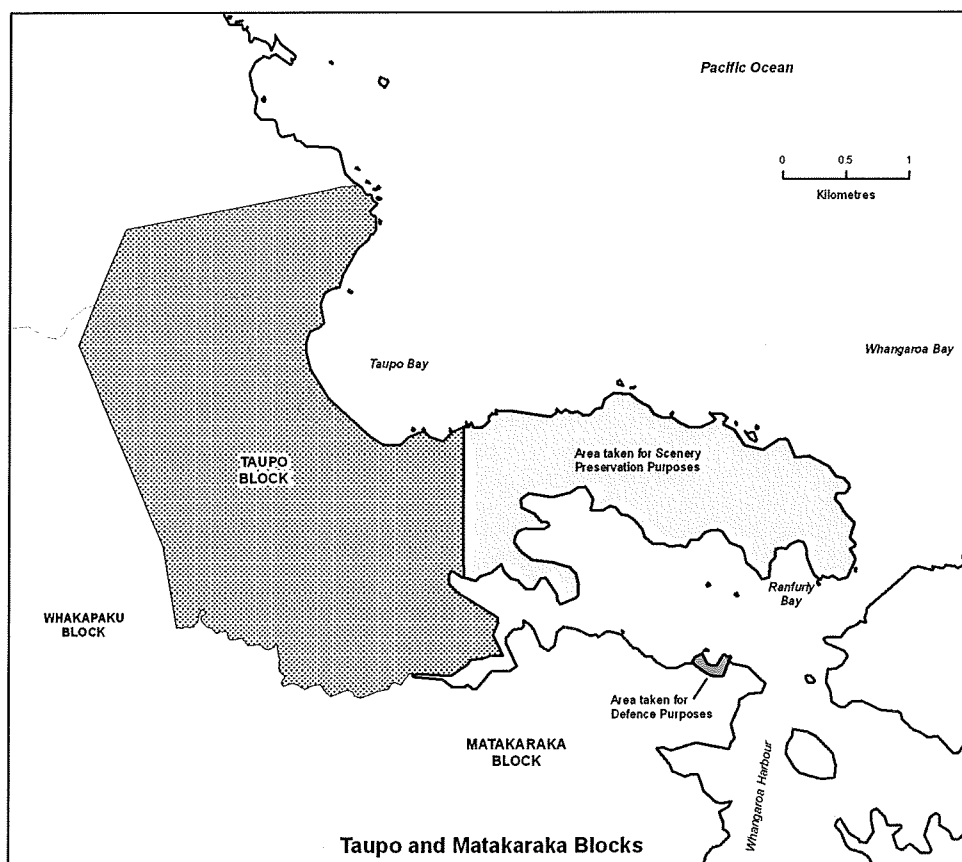 Pacific Ocean
0 0.5 1
Kilometres
Taupo Bay
Whangaroa Bay
Area taken for Scenery
Preservation Purposes
TAUPO
BLOCK
Ranfurly
Bay
WHAKAPAKU
BLOCK
Area taken for
Defence Purposes
MATAKARAKA
BLOCK
Whangaroa Harbour
Taupo and Matakaraka Blocks